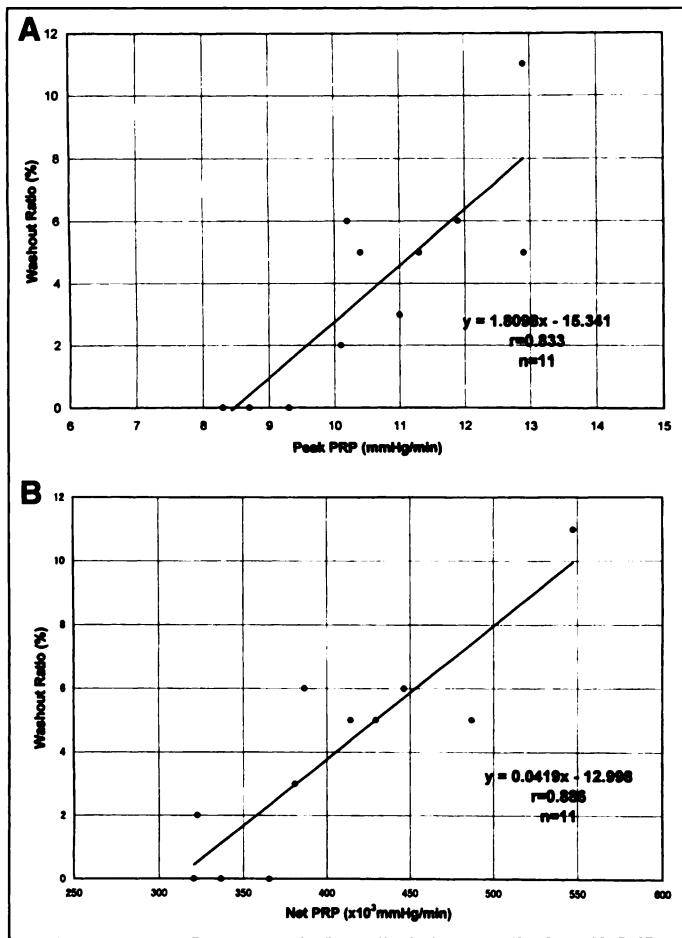 A
12
10
8
6
4
2
0
Washout Ratio (%)
y = 1.8098x - 15.341
r=0.833
n=11
6 7 8 9 10 11 12 13 14 15
Peak PRP (mmHg/min)
B
12
10
8
6
4
2
0
Washout Ratio (%)
y = 0.0419x - 12.998
r=0.886
n=11
250 300 350 400 450 500 550 600
Net PRP (x10³mmHg/min)